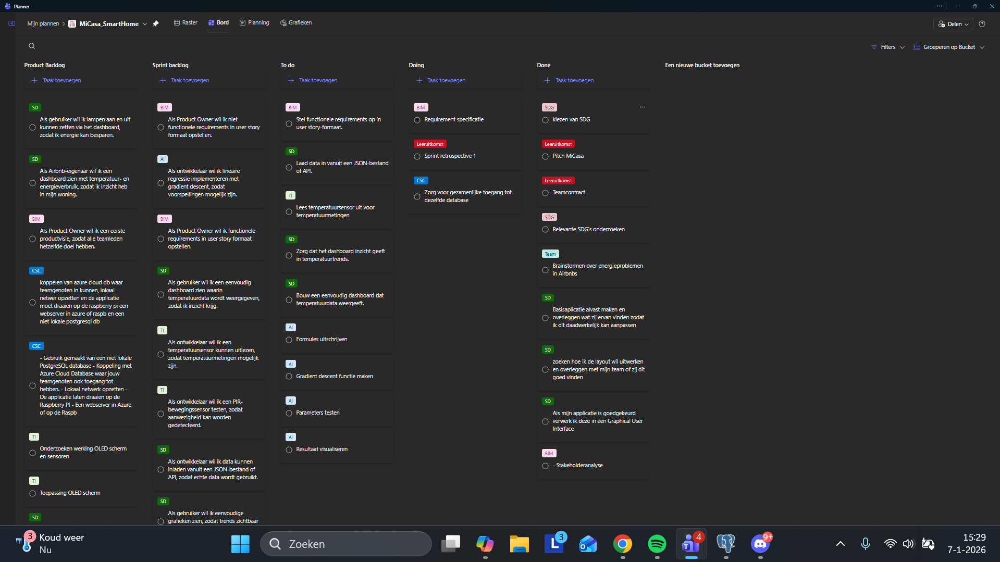 Planner
Mijn plannen
MiCasa_SmartHome
Raster
Bord
Planning
Grafieken
Delen
Filters
Groeperen op Bucket
Product Backlog
Taak toevoegen
SD
Als gebruiker wil ik lampen aan en uit
kunnen zetten via het dashboard,
zodat ik energie kan besparen.
SD
Als Airbnb-eigenaar wil ik een
dashboard zien met temperatuur- en
energieverbruik, zodat ik inzicht heb
in mijn woning.
BIM
Als Product Owner wil ik een eerste
productvisie, zodat alle teamleden
hetzelfde doel hebben.
CSC
koppelen van azure cloud db waar
teamgenoten in kunnen, lokaal
netwer opzetten en de applicatie
moet draaien op de raspberry pi een
webserver in azure of raspb en een
niet lokale postgresql db
CSC
- Gebruik gemaakt van een niet lokale
PostgreSQL database - Koppeling met
Azure Cloud Database waar jouw
teamgenoten ook toegang tot
hebben. - Lokaal netwerk opzetten -
De applicatie laten draaien op de
Raspberry PI - Een webserver in Azure
of op de Raspb
TI
Onderzoeken werking OLED scherm
en sensoren
TI
Toepassing OLED scherm
SD
Sprint backlog
Taak toevoegen
BIM
Als Product Owner wil ik niet
functionele requirements in user story
formaat opstellen.
AI
Als ontwikkelaar wil ik lineaire
regressie implementeren met
gradient descent, zodat
voorspellingen mogelijk zijn.
BIM
Als Product Owner wil ik functionele
requirements in user story formaat
opstellen.
SD
Als gebruiker wil ik een eenvoudig
dashboard zien waarin
temperatuurdata wordt weergegeven,
zodat ik inzicht krijg.
TI
Als ontwikkelaar wil ik een
temperatuursensor kunnen uitlezen,
zodat temperatuurmetingen mogelijk
zijn.
TI
Als ontwikkelaar wil ik een PIR-
bewegingssensor testen, zodat
aanwezigheid kan worden
gedetecteerd.
SD
Als ontwikkelaar wil ik data kunnen
inladen vanuit een JSON-bestand of
API, zodat echte data wordt gebruikt.
SD
Als gebruiker wil ik eenvoudige
grafieken zien, zodat trends zichtbaar
To do
Taak toevoegen
BIM
Stel functionele requirements op in
user story-formaat.
SD
Laad data in vanuit een JSON-bestand
of API.
TI
Lees temperatuursensor uit voor
temperatuurmetingen
SD
Zorg dat het dashboard inzicht geeft
in temperatuurtrends.
SD
Bouw een eenvoudig dashboard dat
temperatuurdata weergeeft.
AI
Formules uitschrijven
AI
Gradient descent functie maken
AI
Parameters testen
AI
Resultaat visualiseren
Doing
Taak toevoegen
BIM
Requirement specificatie
Leeruitkomst
Sprint retrospective 1
CSC
Zorg voor gezamenlijke toegang tot
dezelfde database
Done
Taak toevoegen
SDG
kiezen van SDG
Leeruitkomst
Pitch MiCasa
Leeruitkomst
Teamcontract
SDG
Relevante SDG's onderzoeken
Team
Brainstormen over energieproblemen
in Airbnbs
SD
Basisaplicatie alvast maken en
overleggen wat zij ervan vinden zodat
ik dit daadwerkelijk kan aanpassen
SD
zoeken hoe ik de layout wil uitwerken
en overleggen met mijn team of zij dit
goed vinden
SD
Als mijn applicatie is goedgekeurd
verwerk ik deze in een Graphical User
Interface
BIM
- Stakeholderanalyse
Een nieuwe bucket toevoegen
3
Koud weer
Nu
Zoeken
L
3
4
9+
15:29
7-1-2026